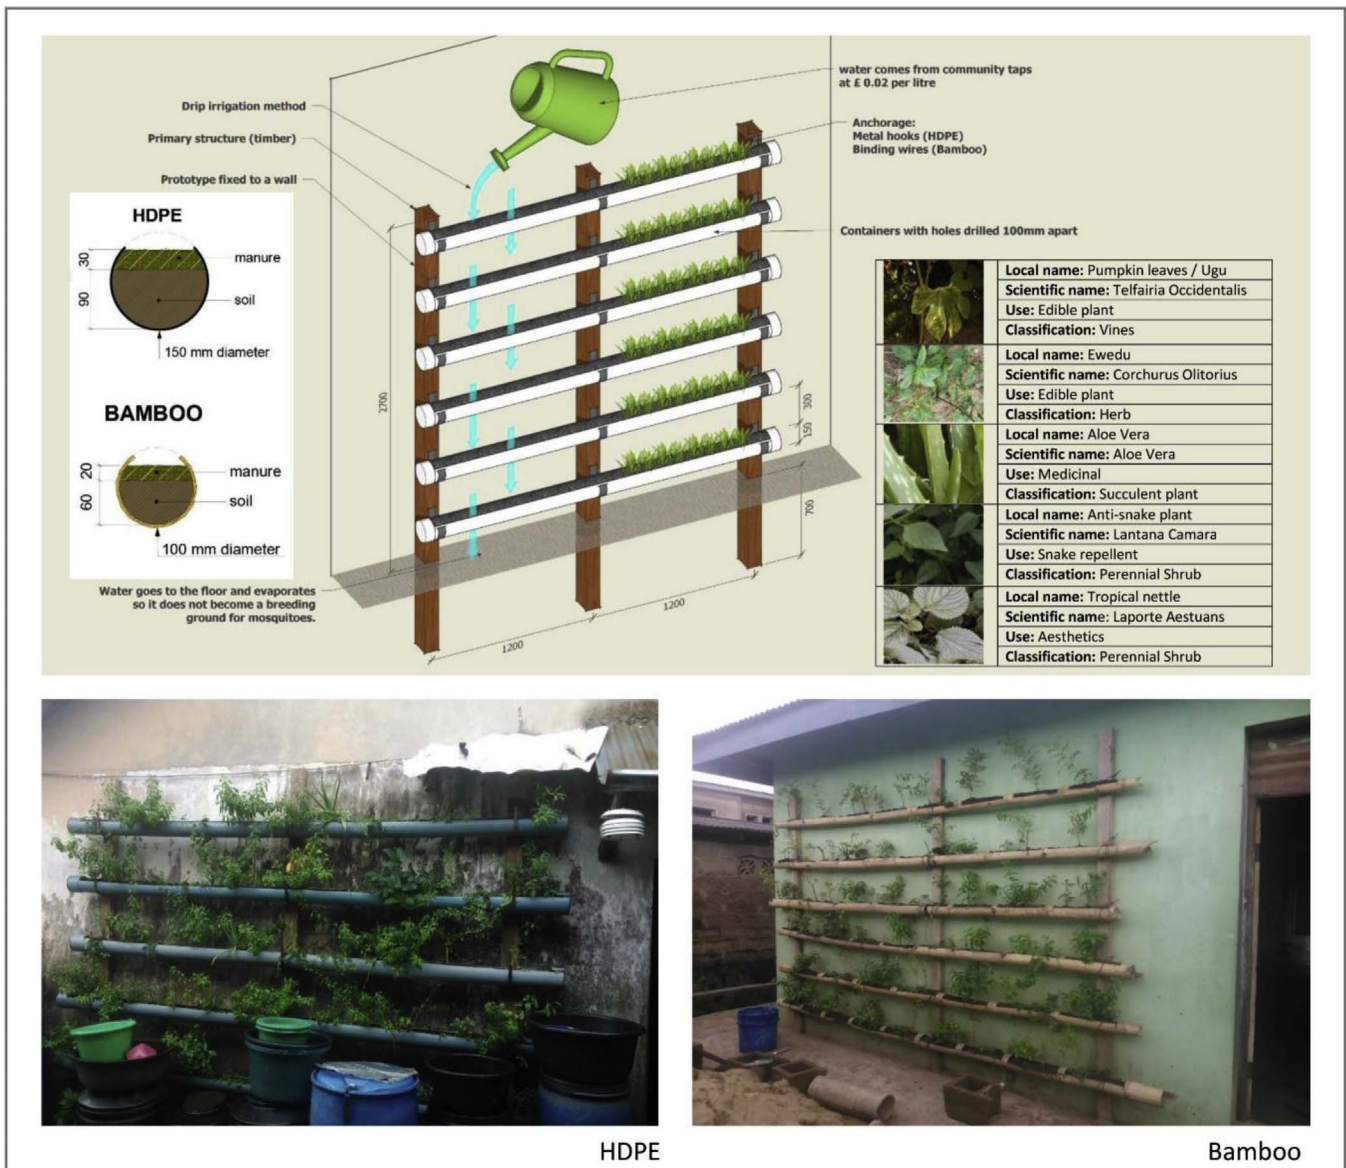 water comes from community taps
at £ 0.02 per litre
Drip irrigation method
Primary structure (timber)
Anchorage:
Metal hooks (HDPE)
Binding wires (Bamboo)
Prototype fixed to a wall
HDPE
30
manure
90
soil
150 mm diameter
BAMBOO
20
manure
60
soil
100 mm diameter
Containers with holes drilled 100mm apart
2700
300
150
700
1200
1200
Water goes to the floor and evaporates
so it does not become a breeding
ground for mosquitoes.
Local name: Pumpkin leaves / Ugu
Scientific name: Telfairia Occidentalis
Use: Edible plant
Classification: Vines
Local name: Ewedu
Scientific name: Corchurus Olitorius
Use: Edible plant
Classification: Herb
Local name: Aloe Vera
Scientific name: Aloe Vera
Use: Medicinal
Classification: Succulent plant
Local name: Anti-snake plant
Scientific name: Lantana Camara
Use: Snake repellent
Classification: Perennial Shrub
Local name: Tropical nettle
Scientific name: Laporte Aestuans
Use: Aesthetics
Classification: Perennial Shrub
HDPE
Bamboo